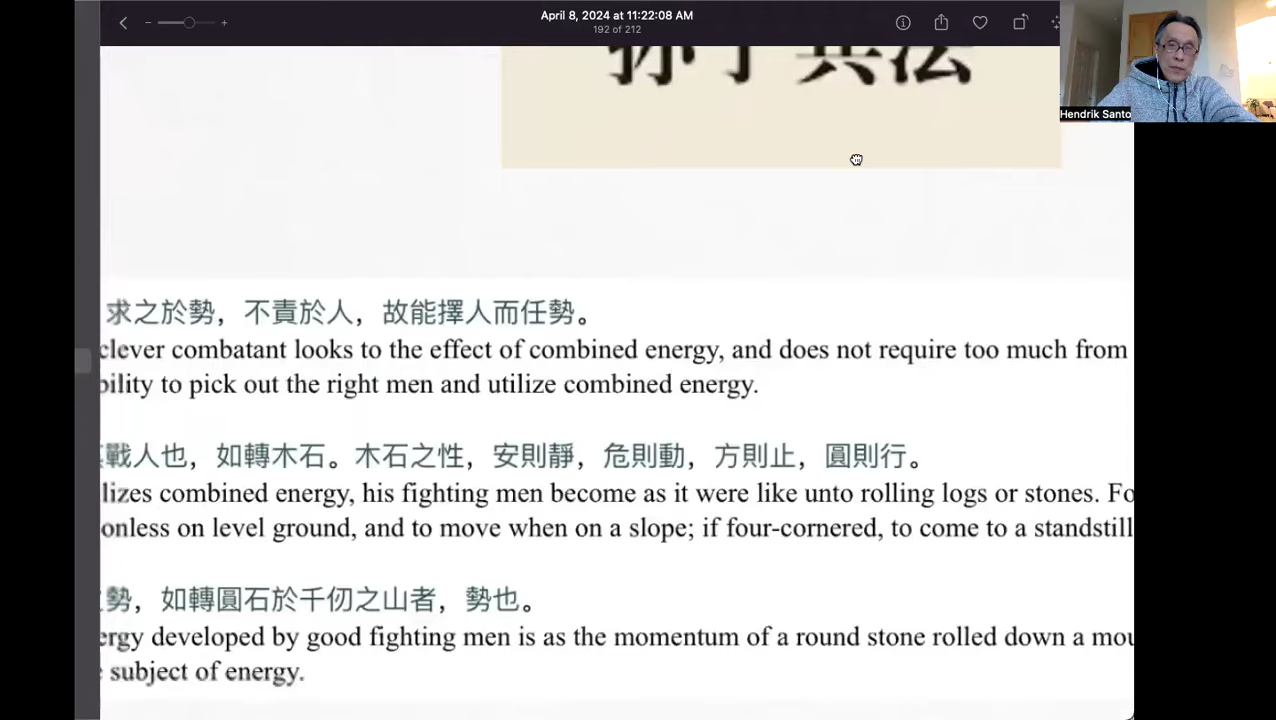 April 8, 2024 at 11:22:08 AM
192 of 212
Hendrik Santo
孙子兵法
求之於勢，不責於人，故能擇人而任勢。
clever combatant looks to the effect of combined energy, and does not require too much from
bility to pick out the right men and utilize combined energy.
戰人也，如轉木石。木石之性，安則靜，危則動，方則止，圓則行。
lizes combined energy, his fighting men become as it were like unto rolling logs or stones. Fo
onless on level ground, and to move when on a slope; if four-cornered, to come to a standstill
勢，如轉圓石於千仞之山者，勢也。
ergy developed by good fighting men is as the momentum of a round stone rolled down a mou
subject of energy.